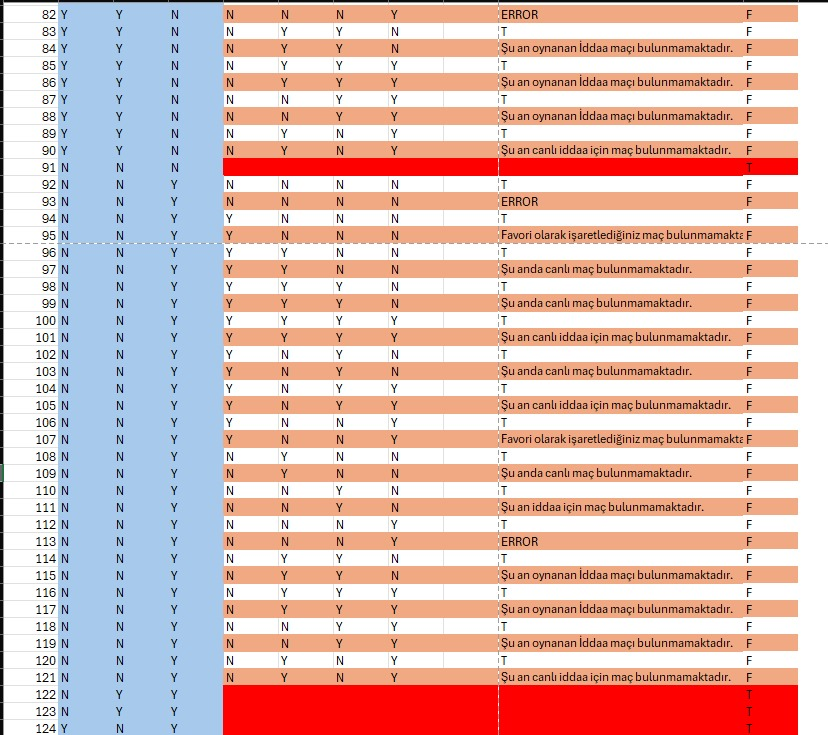 82 Y Y N N N N Y ERROR F
83 Y Y N N Y Y N T F
84 Y Y N N Y Y N Şu an oynanan İddaa maçı bulunmamaktadır. F
85 Y Y N N Y Y Y T F
86 Y Y N N Y Y Y Şu an oynanan İddaa maçı bulunmamaktadır. F
87 Y Y N N N Y Y T F
88 Y Y N N N Y Y Şu an oynanan İddaa maçı bulunmamaktadır. F
89 Y Y N N Y N Y T F
90 Y Y N N Y N Y Şu an canlı iddaa için maç bulunmamaktadır. F
91 N N N T
92 N N Y N N N N T F
93 N N Y N N N N ERROR F
94 N N Y Y N N N T F
95 N N Y Y N N N Favori olarak işaretlediğiniz maç bulunmamakta F
96 N N Y Y Y N N T F
97 N N Y Y Y N N Şu anda canlı maç bulunmamaktadır. F
98 N N Y Y Y Y N T F
99 N N Y Y Y Y N Şu anda canlı maç bulunmamaktadır. F
100 N N Y Y Y Y Y T F
101 N N Y Y Y Y Y Şu an canlı iddaa için maç bulunmamaktadır. F
102 N N Y Y N Y N T F
103 N N Y Y N Y N Şu anda canlı maç bulunmamaktadır. F
104 N N Y Y N Y Y T F
105 N N Y Y N Y Y Şu an canlı iddaa için maç bulunmamaktadır. F
106 N N Y Y N N Y T F
107 N N Y Y N N Y Favori olarak işaretlediğiniz maç bulunmamakta F
108 N N Y N Y N N T F
109 N N Y N Y N N Şu anda canlı maç bulunmamaktadır. F
110 N N Y N N Y N T F
111 N N Y N N Y N Şu an iddaa için maç bulunmamaktadır. F
112 N N Y N N N Y T F
113 N N Y N N N Y ERROR F
114 N N Y N Y Y N T F
115 N N Y N Y Y N Şu an oynanan İddaa maçı bulunmamaktadır. F
116 N N Y N Y Y Y T F
117 N N Y N Y Y Y Şu an oynanan İddaa maçı bulunmamaktadır. F
118 N N Y N N Y Y T F
119 N N Y N N Y Y Şu an oynanan İddaa maçı bulunmamaktadır. F
120 N N Y N Y N Y T F
121 N N Y N Y N Y Şu an canlı iddaa için maç bulunmamaktadır. F
122 N Y Y T
123 N Y Y T
124 Y N Y T